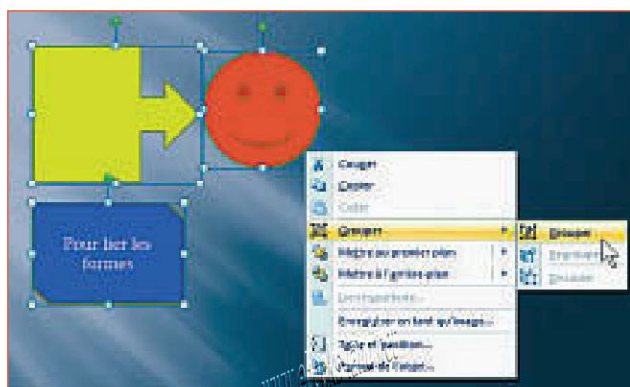 Pour lier les
formes
Couper
Copier
Coller
Grouper
Grouper
Mettre au premier plan
Mettre à l'arrière-plan
Lien hypertexte...
Enregistrer en tant qu'image...
Taille et position...
Format de l'objet...